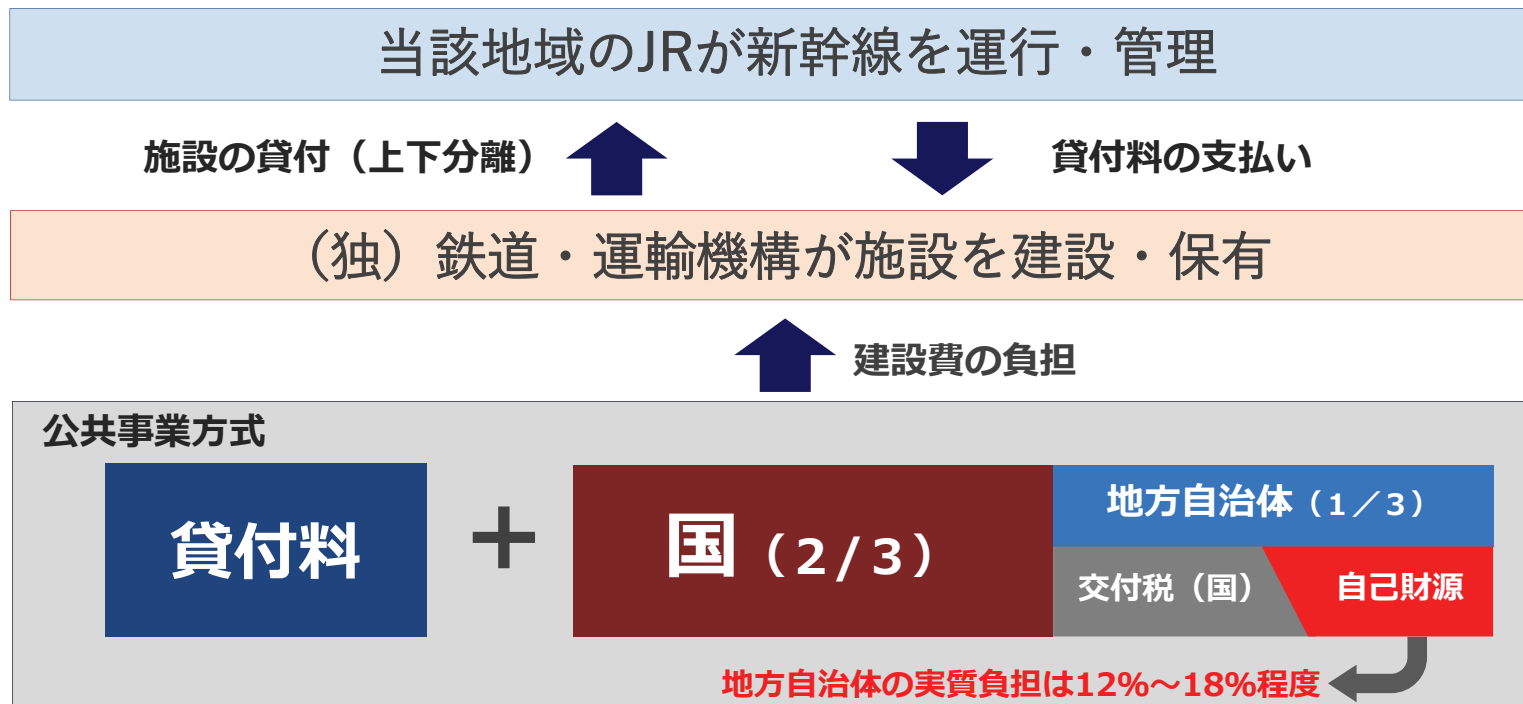 当該地域のJRが新幹線を運行・管理
施設の貸付（上下分離）
貸付料の支払い
（独）鉄道・運輸機構が施設を建設・保有
建設費の負担
公共事業方式
貸付料
+
国（2/3）
地方自治体（１／３）
交付税（国）
自己財源
地方自治体の実質負担は12%～18%程度